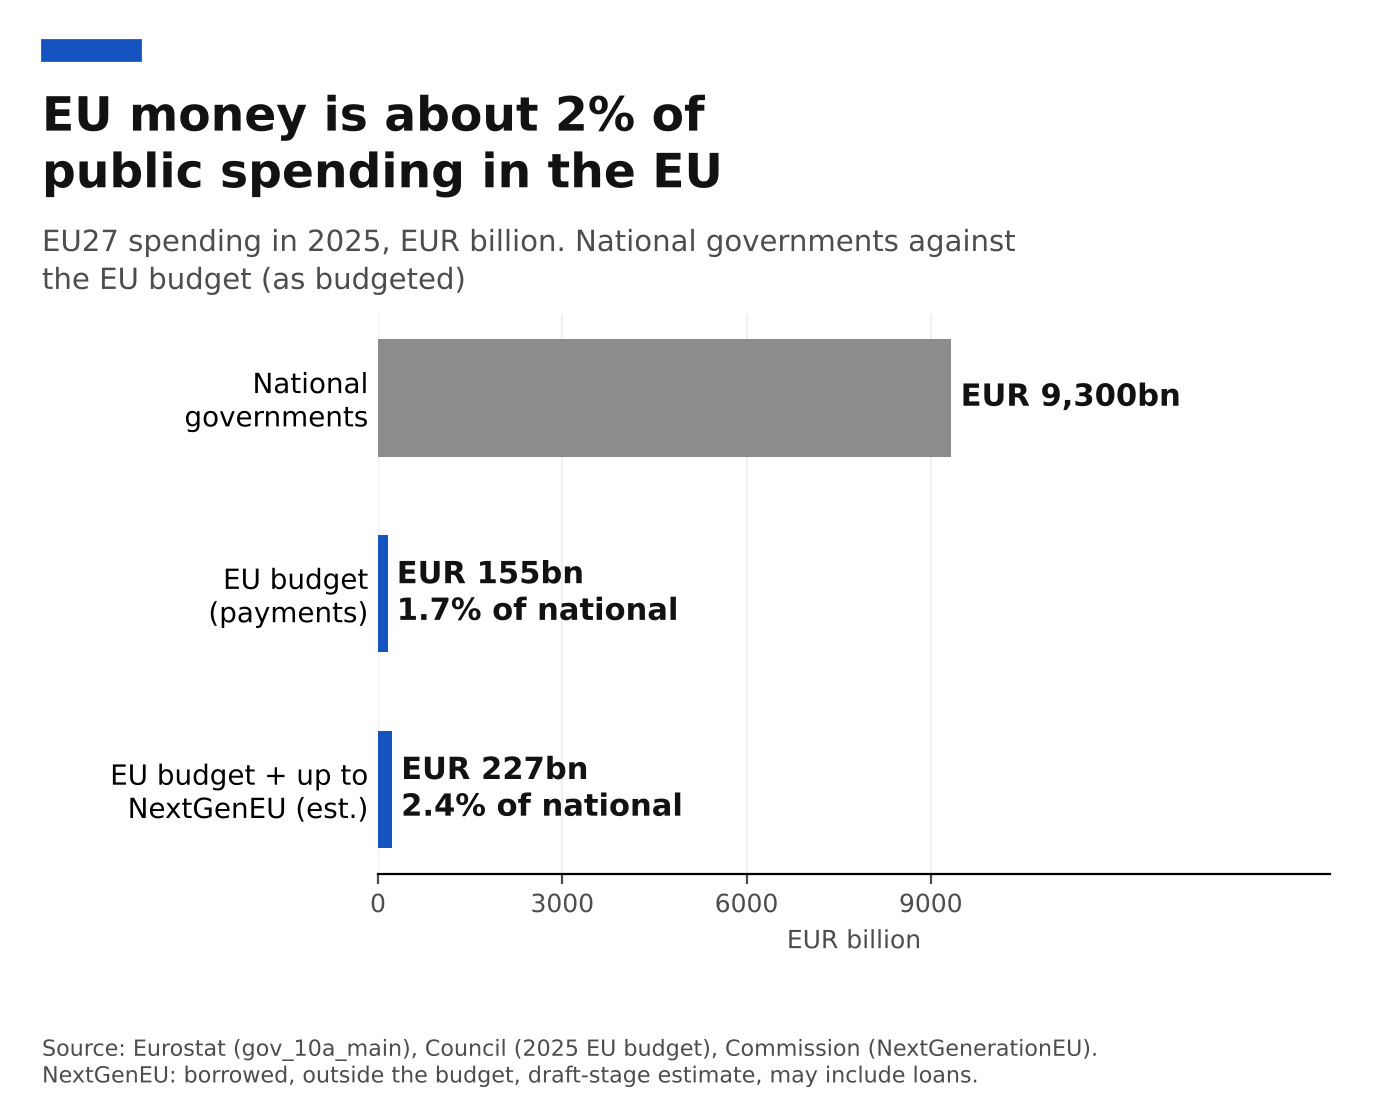 EU money is about 2% of
public spending in the EU
EU27 spending in 2025, EUR billion. National governments against
the EU budget (as budgeted)
National
governments
EUR 9,300bn
EU budget
(payments)
EUR 155bn
1.7% of national
EU budget + up to
NextGenEU (est.)
EUR 227bn
2.4% of national
0 3000 6000 9000
EUR billion
Source: Eurostat (gov_10a_main), Council (2025 EU budget), Commission (NextGenerationEU).
NextGenEU: borrowed, outside the budget, draft-stage estimate, may include loans.